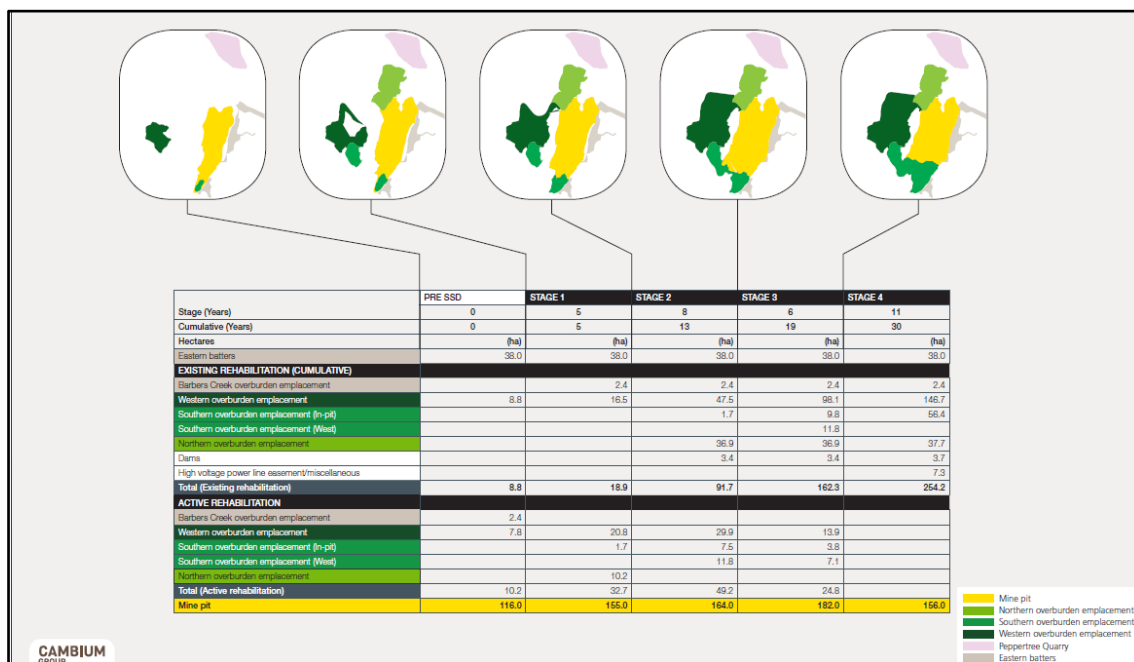 PRE SSD STAGE 1 STAGE 2 STAGE 3 STAGE 4
Stage (Years) 0 5 8 6 11
Cumulative (Years) 0 5 13 19 30
Hectares (ha) (ha) (ha) (ha) (ha)
Eastern batters 38.0 38.0 38.0 38.0 38.0
EXISTING REHABILITATION (CUMULATIVE)
Barbers Creek overburden emplacement 2.4 2.4 2.4 2.4
Western overburden emplacement 8.8 16.5 47.5 98.1 146.7
Southern overburden emplacement (In-pit) 1.7 9.8 56.4
Southern overburden emplacement (West) 11.8
Northern overburden emplacement 36.9 36.9 37.7
Dams 3.4 3.4 3.7
High voltage power line easement/miscellaneous 7.3
Total (Existing rehabilitation) 8.8 18.9 91.7 162.3 254.2
ACTIVE REHABILITATION
Barbers Creek overburden emplacement 2.4
Western overburden emplacement 7.8 20.8 29.9 13.9
Southern overburden emplacement (In-pit) 1.7 7.5 3.8
Southern overburden emplacement (West) 11.8 7.1
Northern overburden emplacement 10.2
Total (Active rehabilitation) 10.2 32.7 49.2 24.8
Mine pit 116.0 155.0 164.0 182.0 156.0
Mine pit
Northern overburden emplacement
Southern overburden emplacement
Western overburden emplacement
Peppertree Quarry
Eastern batters
CAMBIUM
GROUP